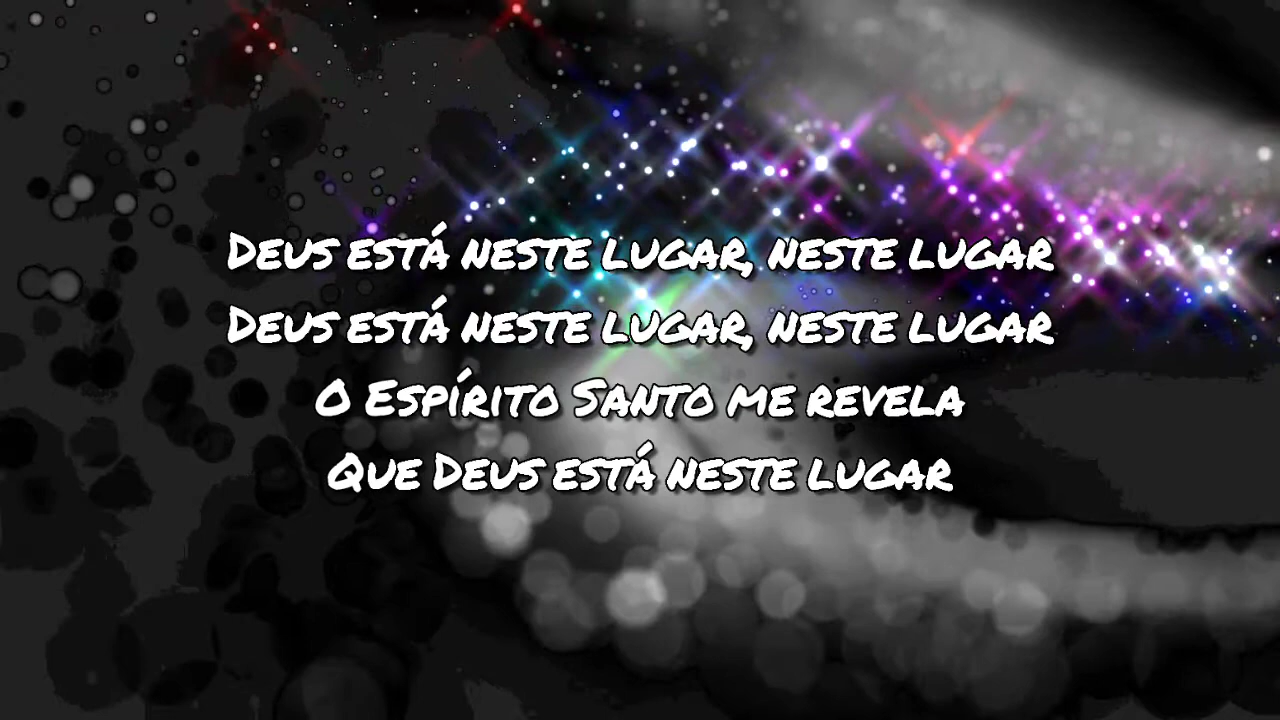 Deus está neste lugar, neste lugar
Deus está neste lugar, neste lugar
O Espírito Santo me revela
Que Deus está neste lugar